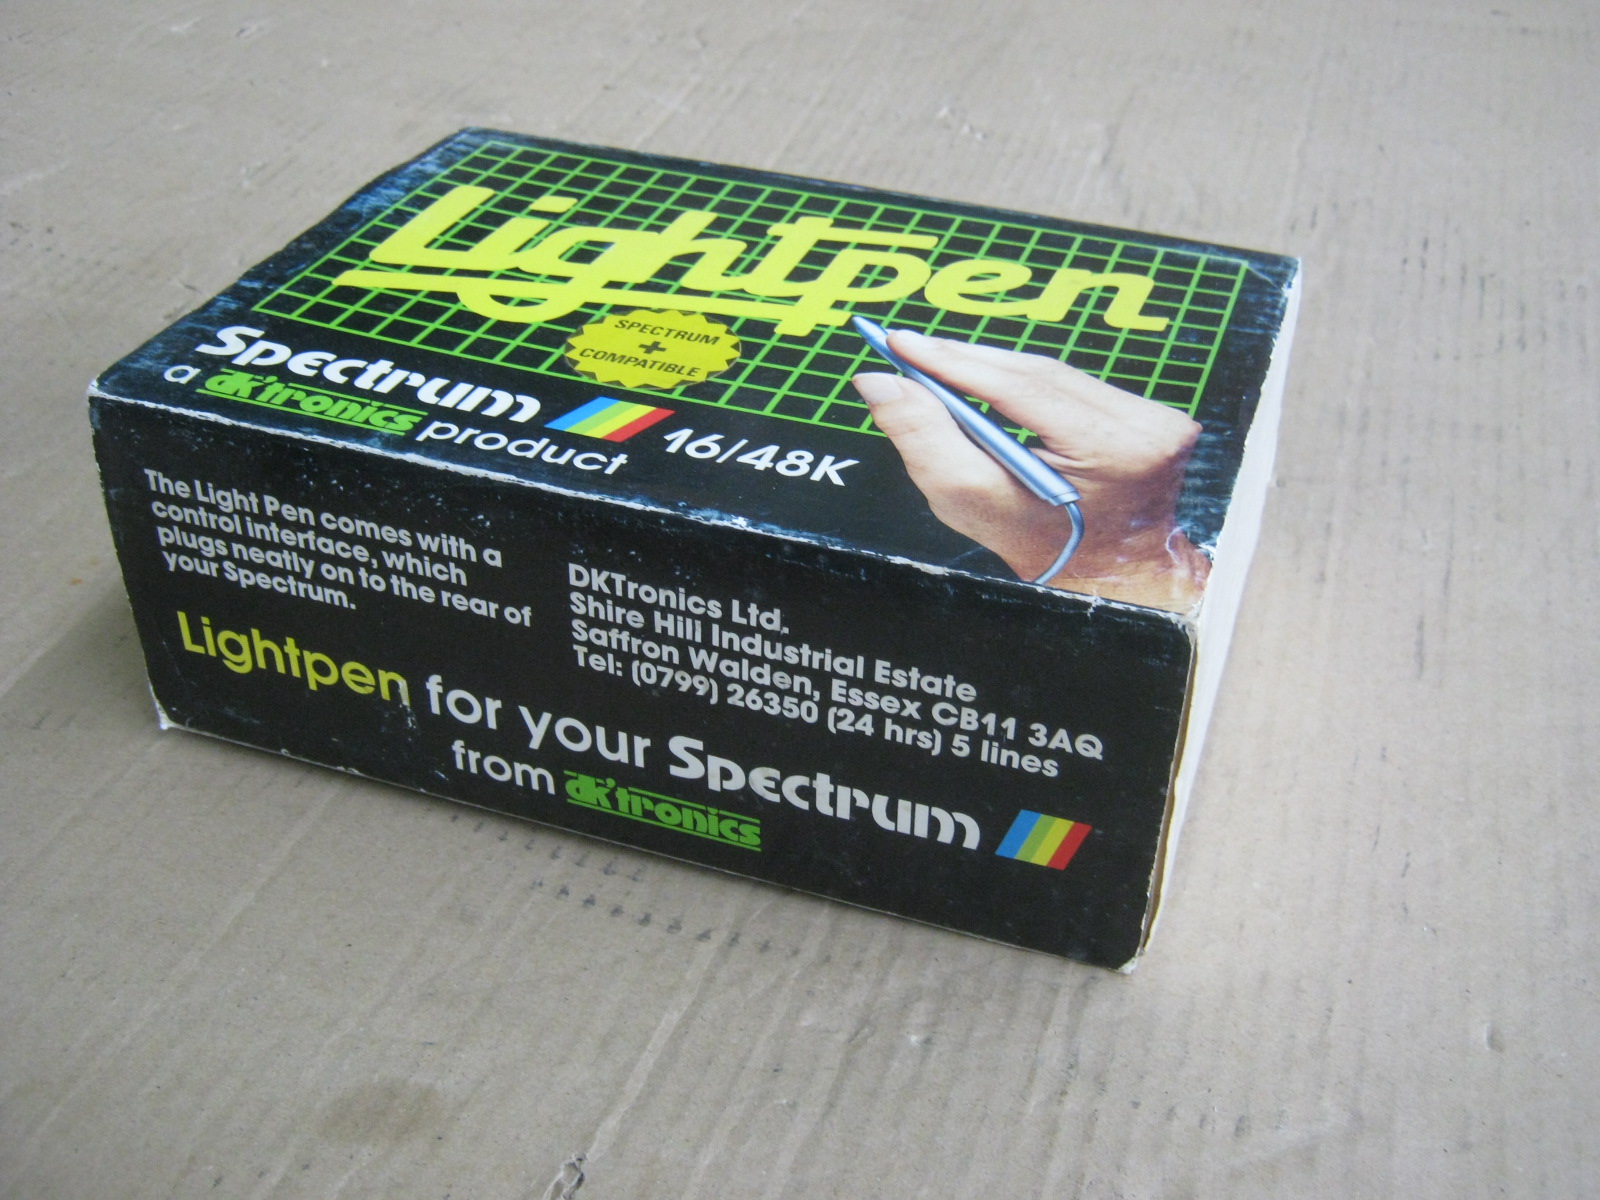 Lightpen
SPECTRUM
+
COMPATIBLE
Spectrum 16/48K
a dk'tronics product
The Light Pen comes with a
control interface, which
plugs neatly on to the rear of
your Spectrum.
DKTronics Ltd.
Shire Hill Industrial Estate
Saffron Walden, Essex CB11 3AQ
Tel: (0799) 26350 (24 hrs) 5 lines
Lightpen for your Spectrum
from dk'tronics